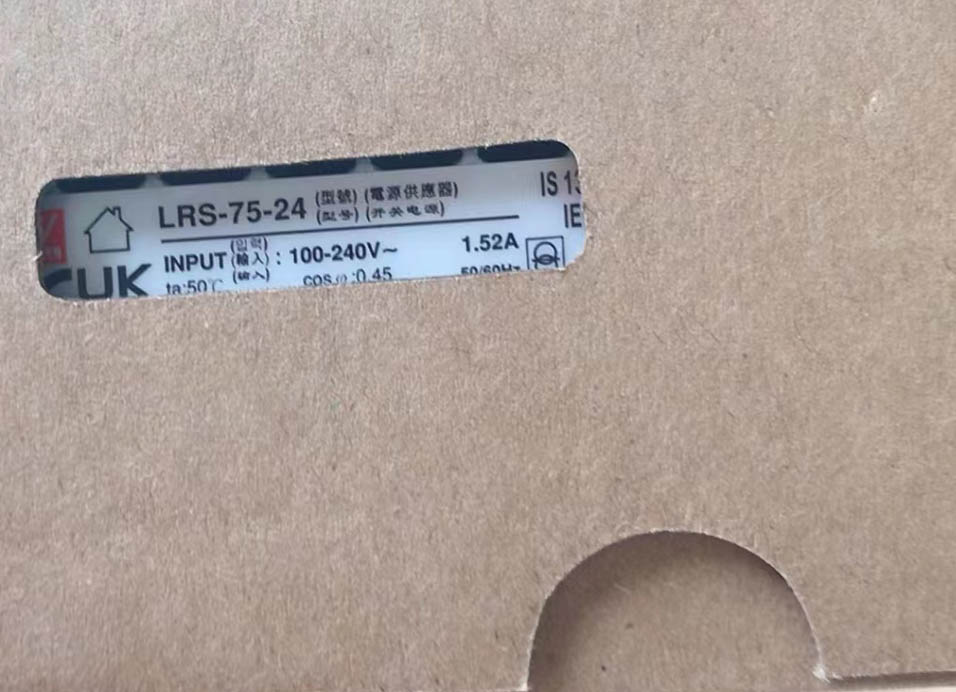 LRS-75-24 (型號) (電源供應器)
(型号) (开关电源)
IS 13
IE
INPUT (입력) (輸入) (输入) : 100-240V~ 1.52A
ta:50℃ cosφ:0.45 50/60Hz
UK